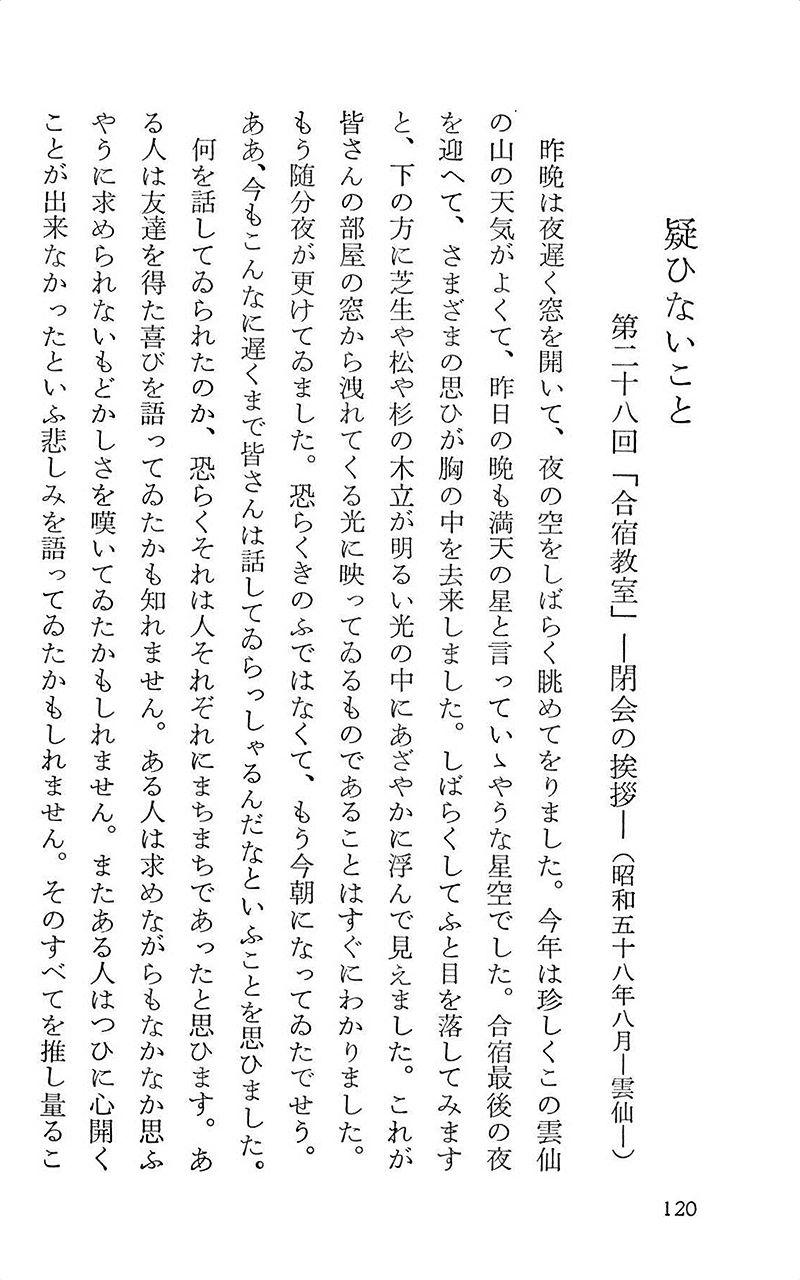 疑ひないこと
第二十八回「合宿教室」―閉会の挨拶―（昭和五十八年八月―雲仙―）
昨晩は夜遅く窓を開いて、夜の空をしばらく眺めてをりました。今年は珍しくこの雲仙
の山の天気がよくて、昨日の晩も満天の星と言っていゝやうな星空でした。合宿最後の夜
を迎へて、さまざまの思ひが胸の中を去来しました。しばらくしてふと目を落してみます
と、下の方に芝生や松や杉の木立が明るい光の中にあざやかに浮んで見えました。これが
皆さんの部屋の窓から洩れてくる光に映ってゐるものであることはすぐにわかりました。
もう随分夜が更けてゐました。恐らくきのふではなくて、もう今朝になってゐたでせう。
ああ、今もこんなに遅くまで皆さんは話してゐらっしゃるんだなといふことを思ひました。
何を話してゐられたのか、恐らくそれは人それぞれにまちまちであったと思ひます。あ
る人は友達を得た喜びを語ってゐたかも知れません。ある人は求めながらもなかなか思ふ
やうに求められないもどかしさを嘆いてゐたかもしれません。またある人はつひに心開く
ことが出来なかったといふ悲しみを語ってゐたかもしれません。そのすべてを推し量るこ
120